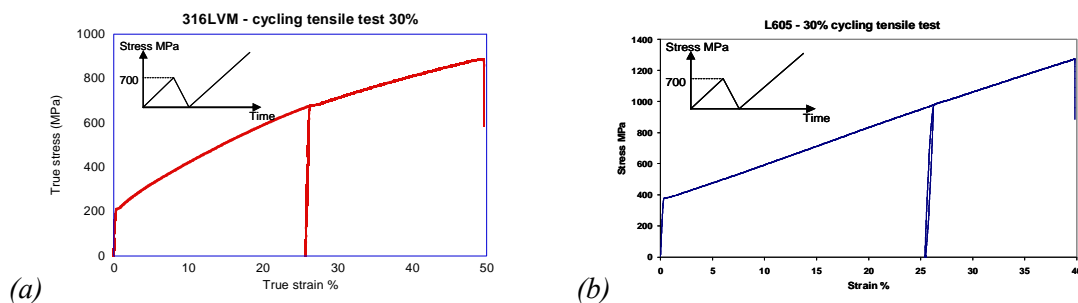 316LVM - cycling tensile test 30%
1000
800
600
400
200
0
True stress (MPa)
Stress MPa
700
Time
0 10 20 30 40 50
True strain %
(a)
L605 - 30% cycling tensile test
1400
1200
1000
800
600
400
200
0
Stress MPa
Stress MPa
700
Time
0 5 10 15 20 25 30 35 40
Strain %
(b)